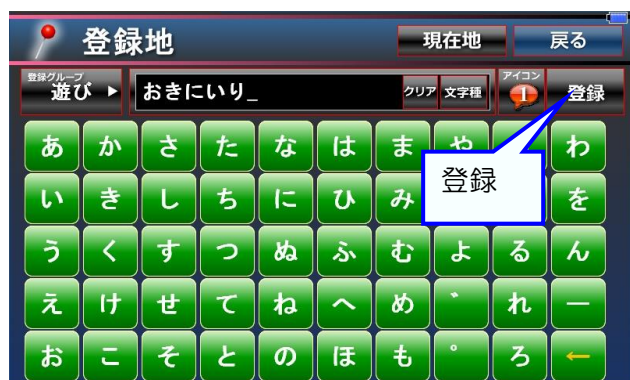 登録地 現在地 戻る
登録グループ
遊び ▶ おきにいり_ クリア 文字種 アイコン 1 登録
あ か さ た な は ま や わ
登録
い き し ち に ひ み を
う く す つ ぬ ふ む よ る ん
え け せ て ね へ め ゛ れ ー
お こ そ と の ほ も ゜ ろ ←